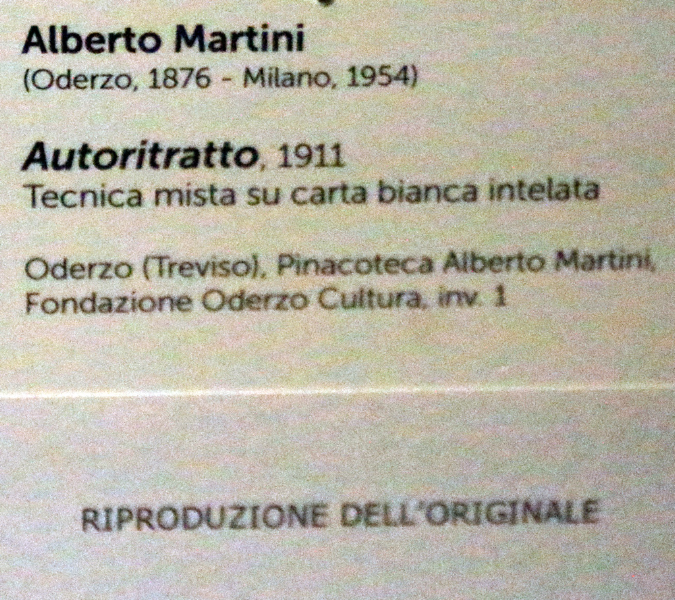 Alberto Martini
(Oderzo, 1876 - Milano, 1954)
Autoritratto, 1911
Tecnica mista su carta bianca intelata
Oderzo (Treviso), Pinacoteca Alberto Martini,
Fondazione Oderzo Cultura, inv. 1
RIPRODUZIONE DELL'ORIGINALE